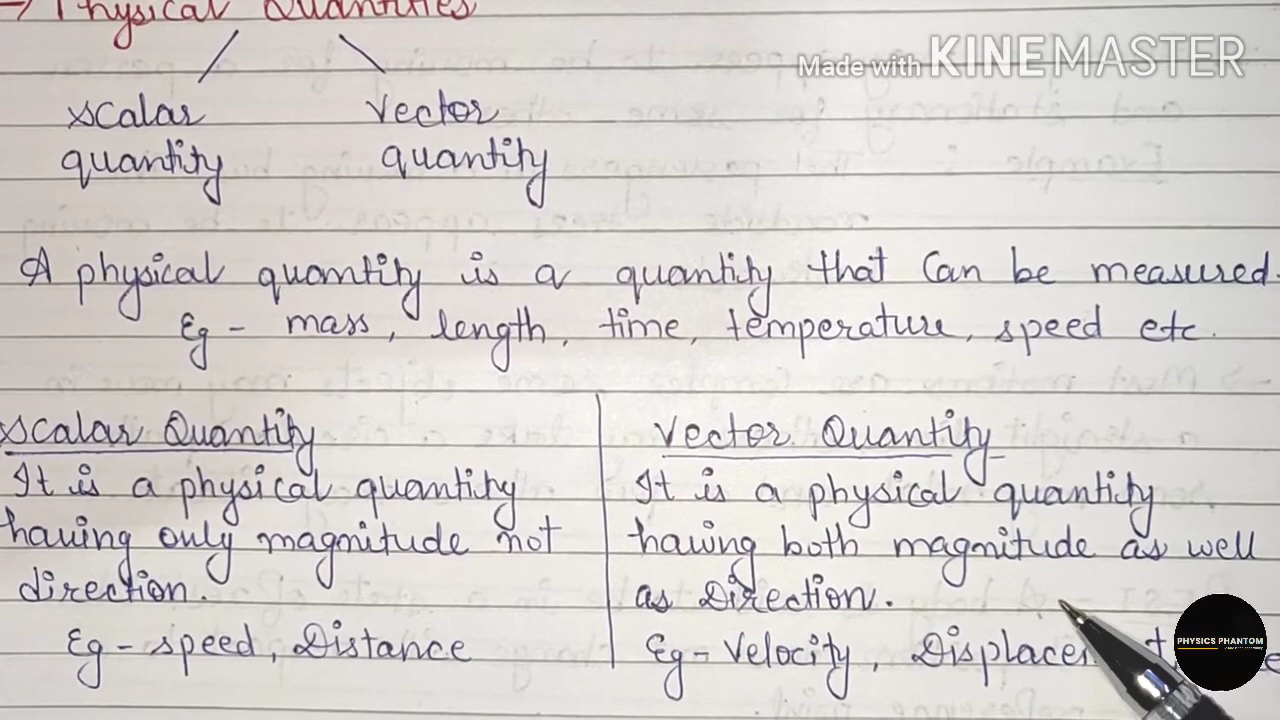 → Physical Quantities
Made with KINEMASTER
Scalar Vector
quantity quantity
A physical quantity is a quantity that can be measured.
Eg - mass, length, time, temperature, speed etc.
Scalar Quantity
It is a physical quantity
having only magnitude not
direction.
Eg - speed, Distance
Vector Quantity
It is a physical quantity
having both magnitude as well
as Direction.
Eg - Velocity,
PHYSICS PHANTOM